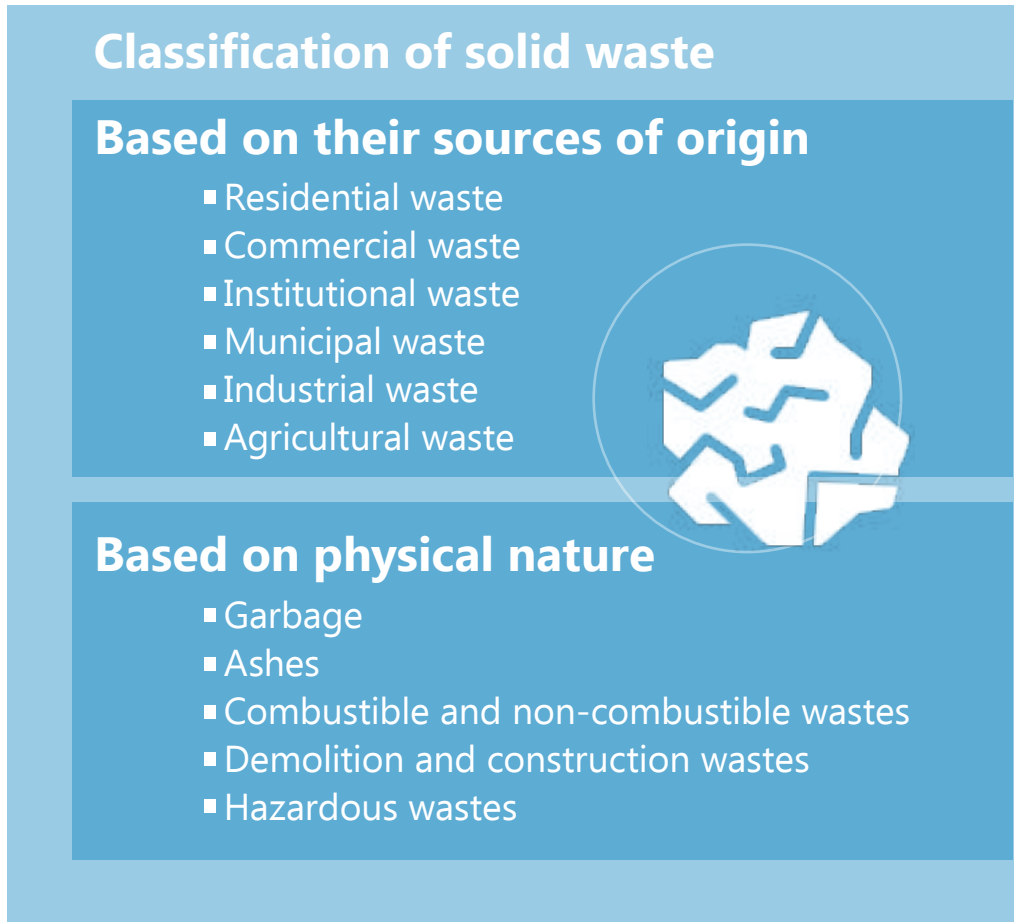 Classification of solid waste
Based on their sources of origin
Residential waste
Commercial waste
Institutional waste
Municipal waste
Industrial waste
Agricultural waste
Based on physical nature
Garbage
Ashes
Combustible and non-combustible wastes
Demolition and construction wastes
Hazardous wastes